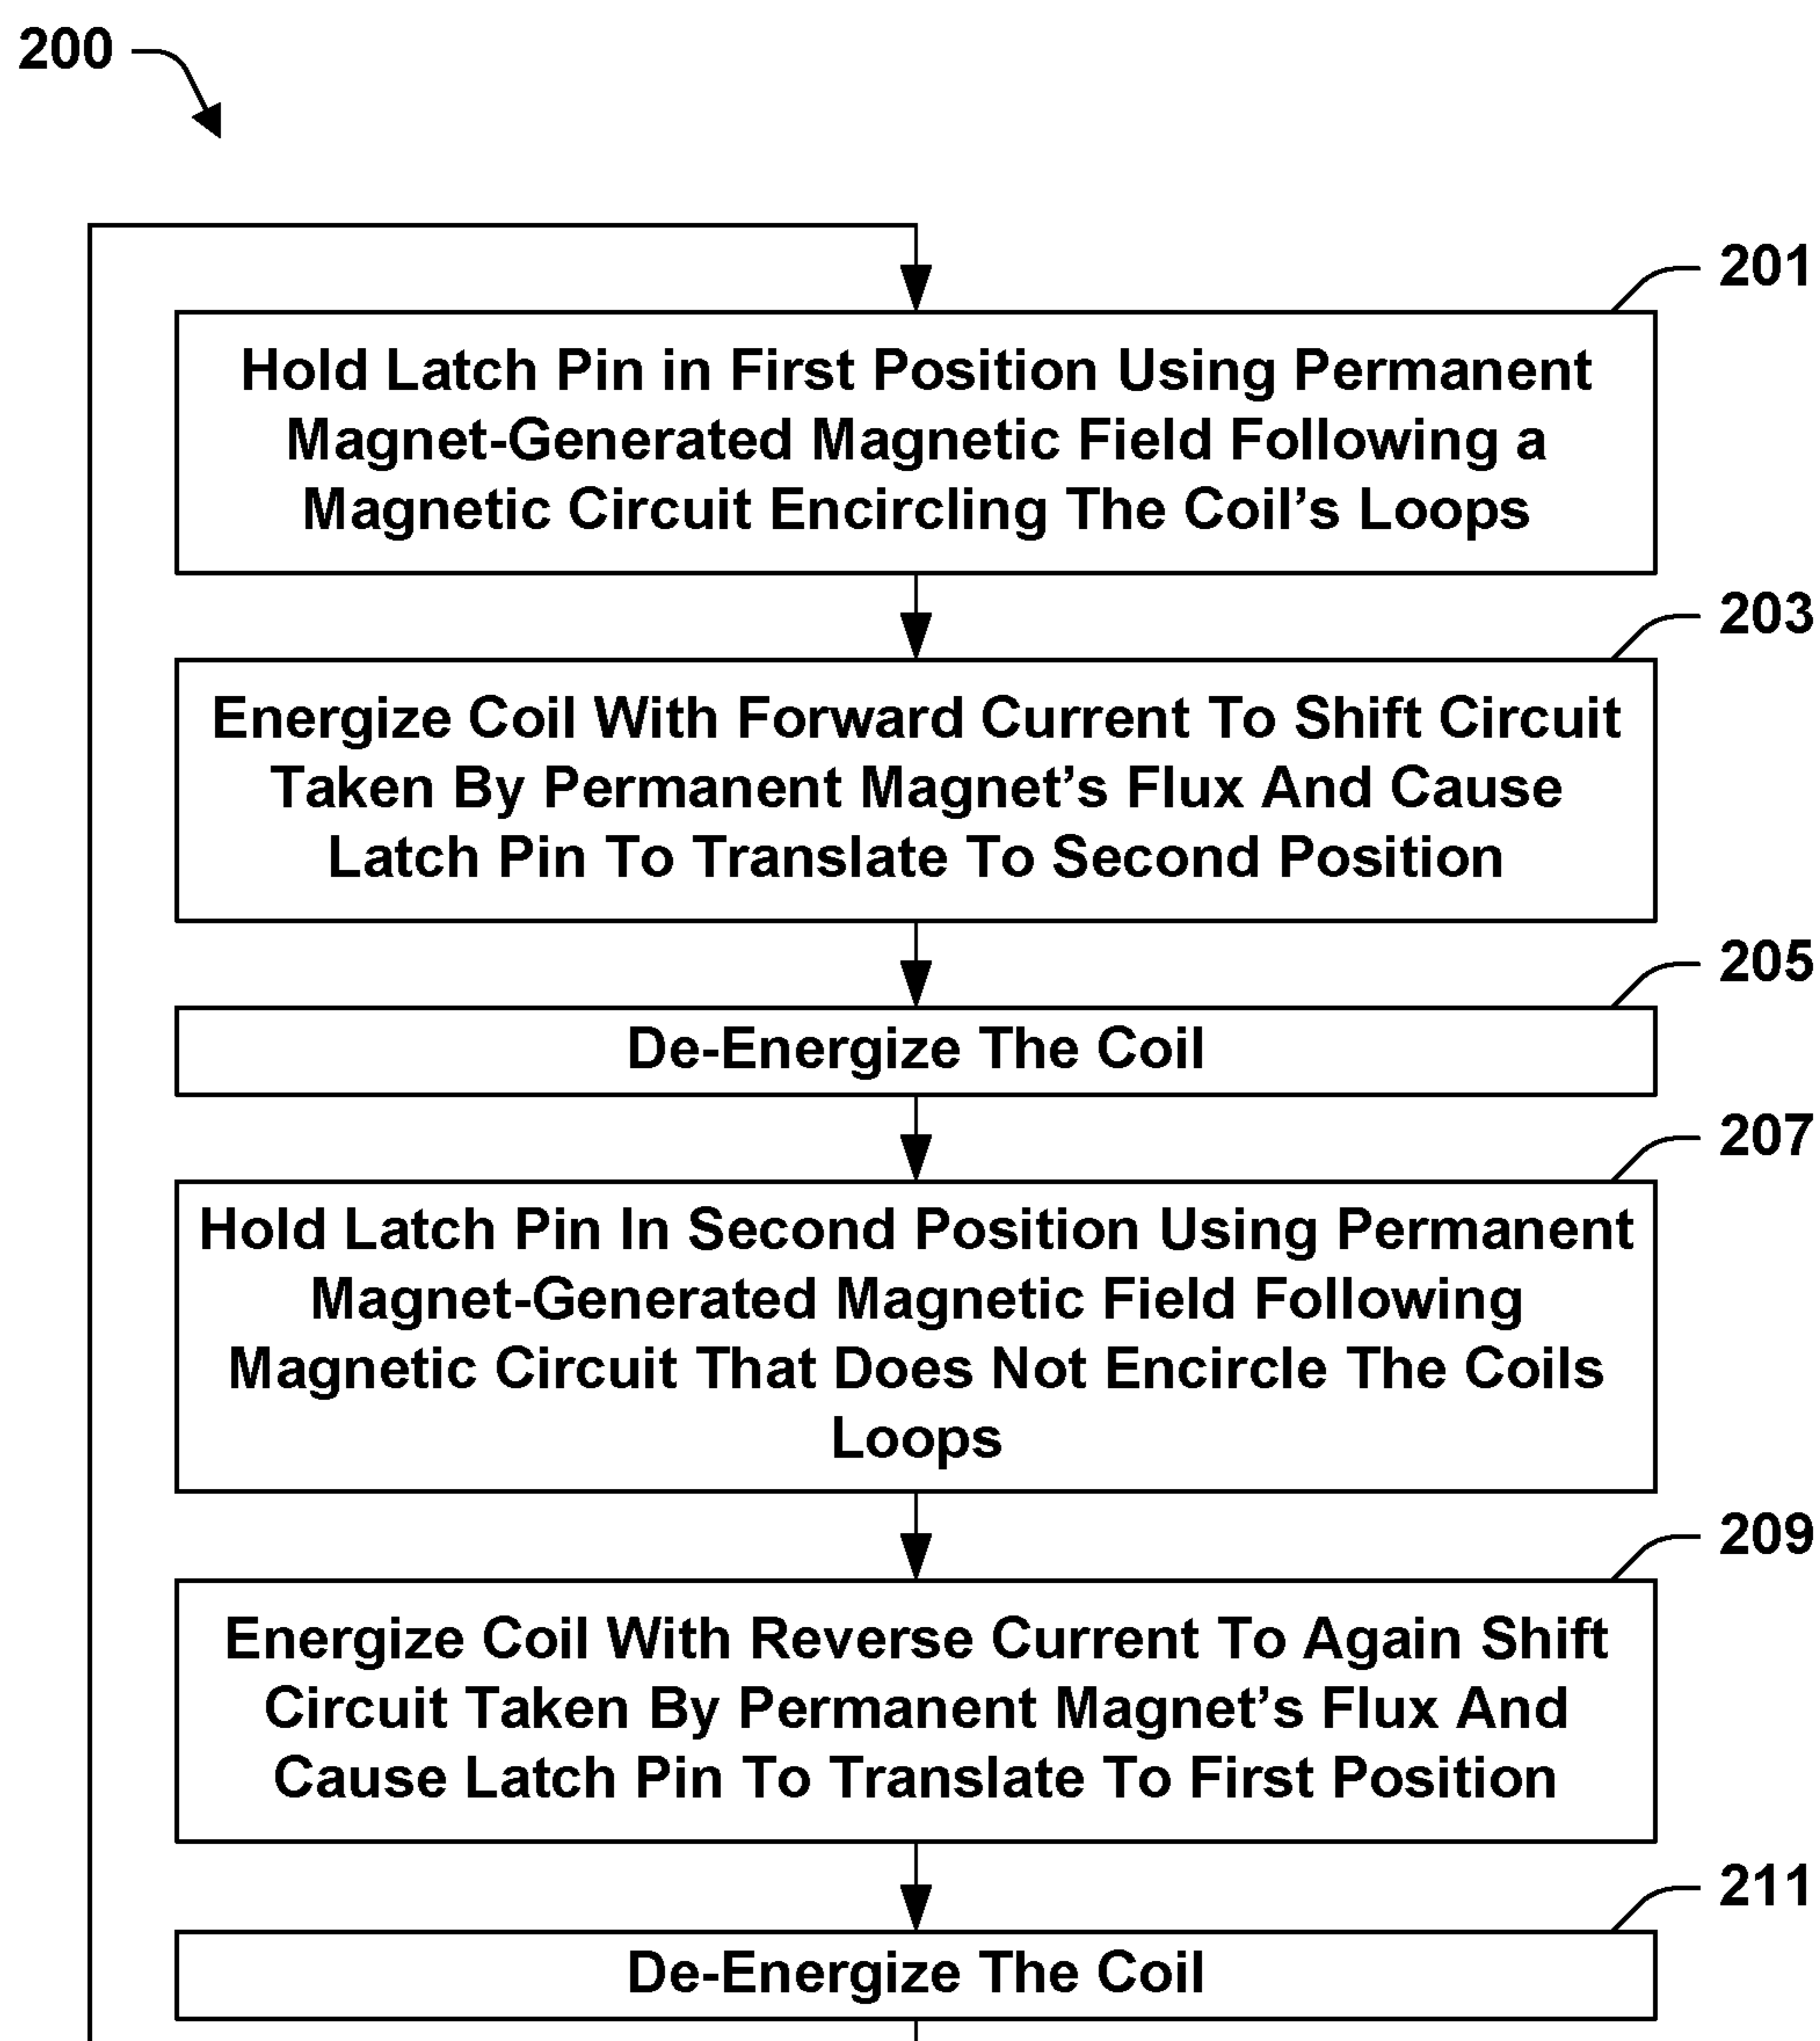 200
201
Hold Latch Pin in First Position Using Permanent
Magnet-Generated Magnetic Field Following a
Magnetic Circuit Encircling The Coil’s Loops
203
Energize Coil With Forward Current To Shift Circuit
Taken By Permanent Magnet’s Flux And Cause
Latch Pin To Translate To Second Position
205
De-Energize The Coil
207
Hold Latch Pin In Second Position Using Permanent
Magnet-Generated Magnetic Field Following
Magnetic Circuit That Does Not Encircle The Coils
Loops
209
Energize Coil With Reverse Current To Again Shift
Circuit Taken By Permanent Magnet’s Flux And
Cause Latch Pin To Translate To First Position
211
De-Energize The Coil